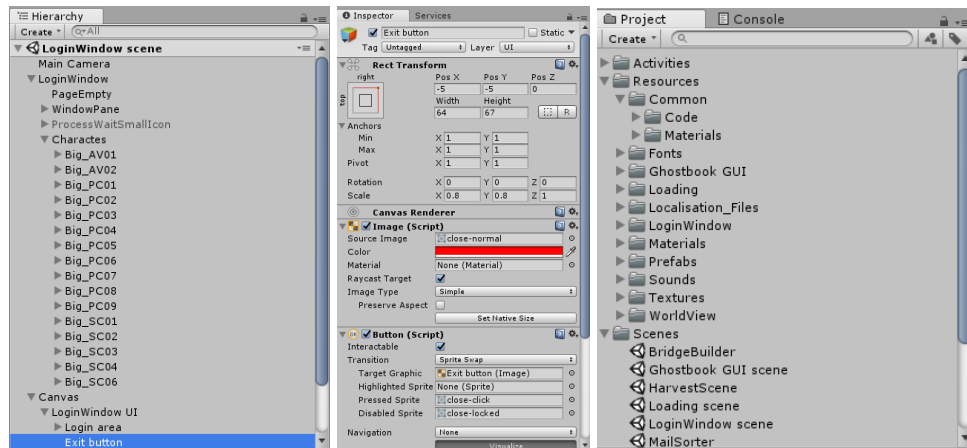 Hierarchy
Create
All
LoginWindow scene
Main Camera
LoginWindow
PageEmpty
WindowPane
ProcessWaitSmallIcon
Charactes
Big_AV01
Big_AV02
Big_PC01
Big_PC02
Big_PC03
Big_PC04
Big_PC05
Big_PC06
Big_PC07
Big_PC08
Big_PC09
Big_SC01
Big_SC02
Big_SC03
Big_SC04
Big_SC06
Canvas
LoginWindow UI
Login area
Exit button
Inspector Services
Exit button Static
Tag Untagged Layer UI
Rect Transform
right Pos X Pos Y Pos Z
top -5 -5 0
Width Height
64 67 R
Anchors
Min X 1 Y 1
Max X 1 Y 1
Pivot X 1 Y 1
Rotation X 0 Y 0 Z 0
Scale X 0.8 Y 0.8 Z 1
Canvas Renderer
Image (Script)
Source Image close-normal
Color
Material None (Material)
Raycast Target
Image Type Simple
Preserve Aspect
Set Native Size
Button (Script)
Interactable
Transition Sprite Swap
Target Graphic Exit button (Image)
Highlighted Sprite None (Sprite)
Pressed Sprite close-click
Disabled Sprite close-locked
Navigation None
Visualize
Project Console
Create
Activities
Resources
Common
Code
Materials
Fonts
Ghostbook GUI
Loading
Localisation_Files
LoginWindow
Materials
Prefabs
Sounds
Textures
WorldView
Scenes
BridgeBuilder
Ghostbook GUI scene
HarvestScene
Loading scene
LoginWindow scene
MailSorter